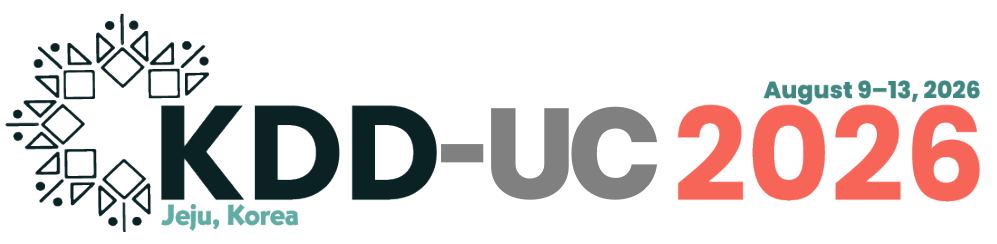 August 9–13, 2026
KDD-UC 2026
Jeju, Korea